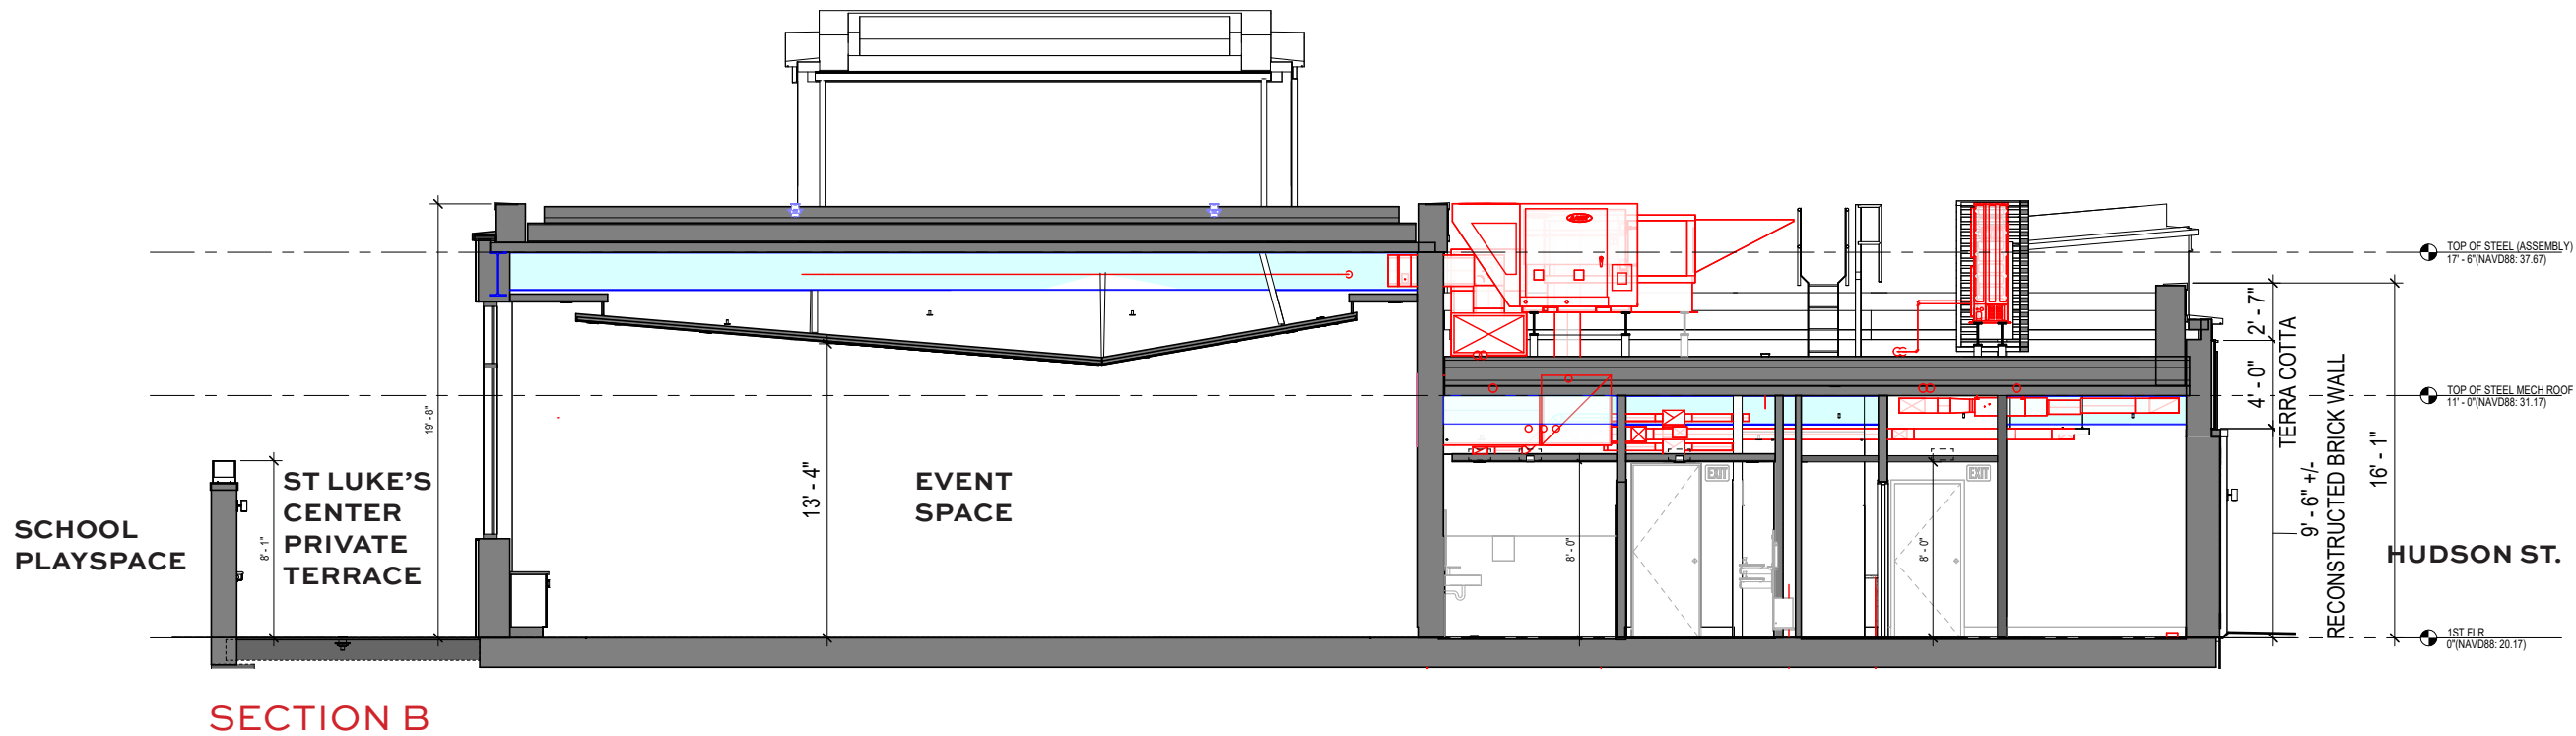 TOP OF STEEL (ASSEMBLY)
17' - 6"(NAVD88: 37.67)
2' - 7"
4' - 0"
TERRA COTTA
TOP OF STEEL MECH ROOF
11' - 0"(NAVD88: 31.17)
19' - 8"
13' - 4"
EVENT
SPACE
ST LUKE'S
CENTER
PRIVATE
TERRACE
SCHOOL
PLAYSPACE
8' - 1"
EXIT
EXIT
8' - 0"
8' - 0"
9' - 6" +/-
RECONSTRUCTED BRICK WALL
16' - 1"
HUDSON ST.
1ST FLR
0"(NAVD88: 20.17)
SECTION B